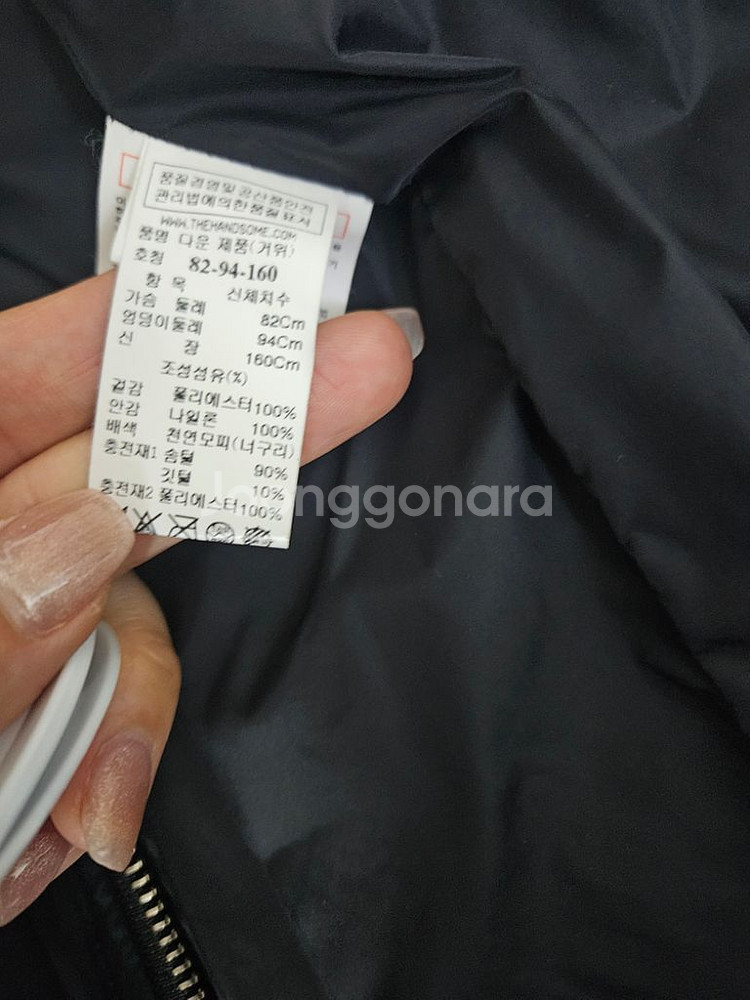 품질경영및공산품안전
관리법에의한품질표시
WWW.THEHANDSOME.COM
품명 다운 제품(거위)
호칭 82-94-160
항 목 신체치수
가슴 둘레 82Cm
엉덩이둘레 94Cm
신 장 160Cm
조성섬유(%)
겉감 폴리에스터100%
안감 나일론 100%
배색 천연모피(너구리)
충전재1 솜털 90%
깃털 10%
충전재2 폴리에스터100%
Joonggonara